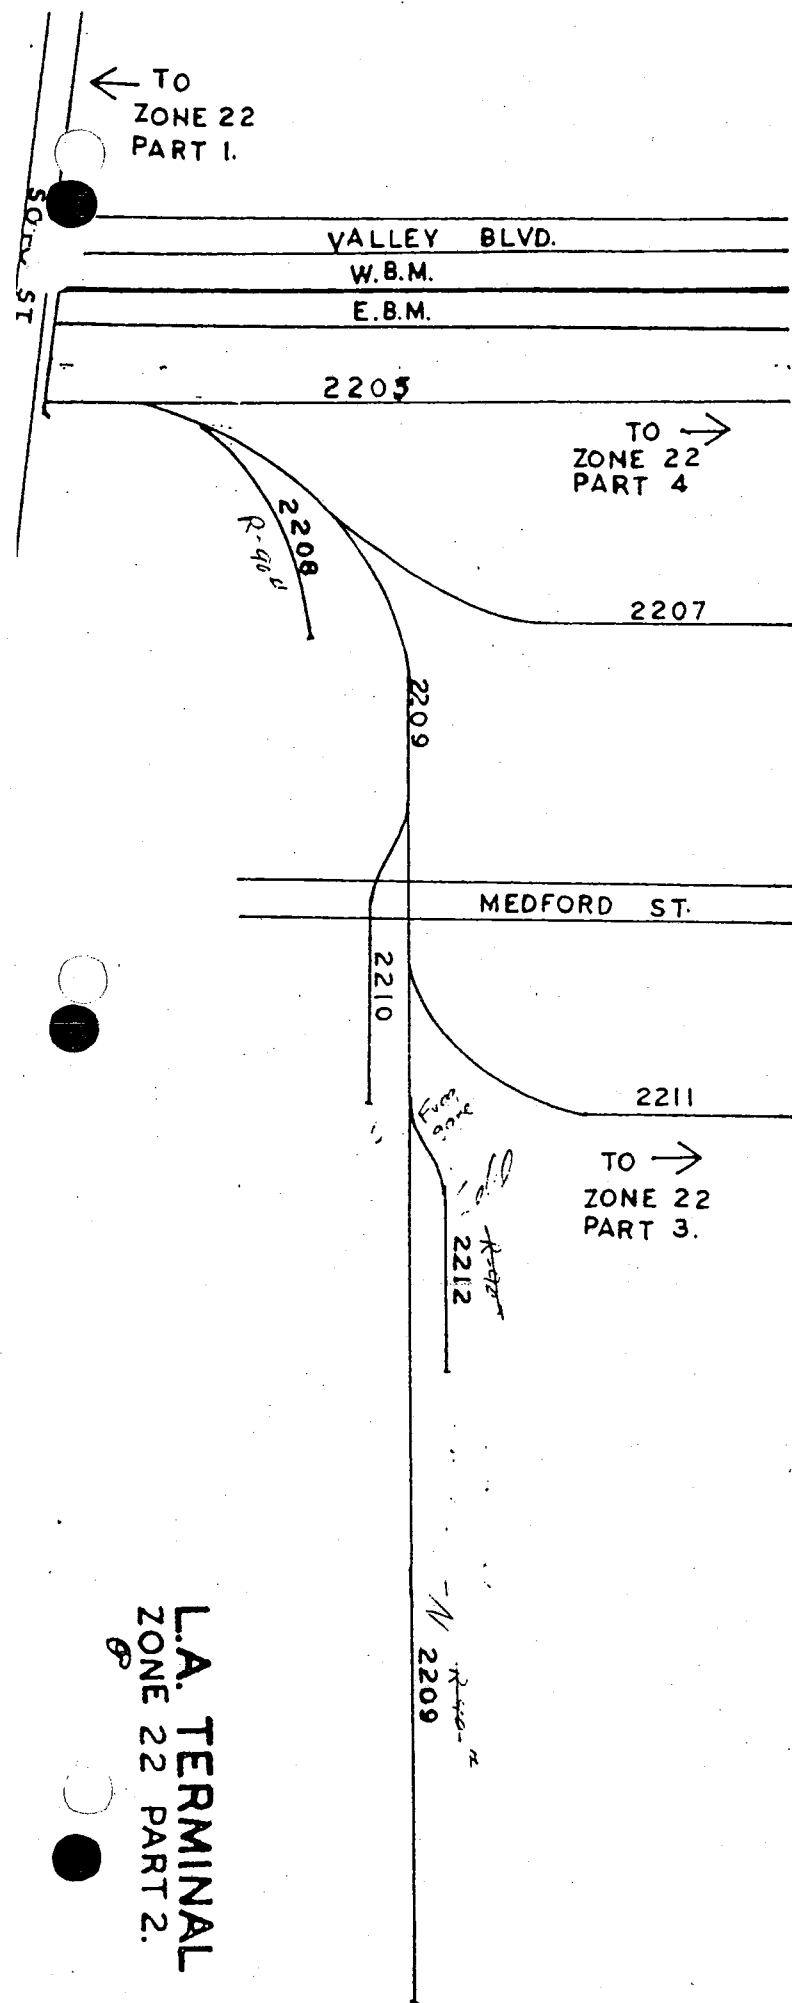 ← TO
ZONE 22
PART 1.
VALLEY BLVD.
W.B.M.
E.B.M.
ST
2205
TO →
ZONE 22
PART 4
2208
2207
2209
MEDFORD ST.
2210
2211
TO →
ZONE 22
PART 3.
2212
2209
L.A. TERMINAL
ZONE 22 PART 2.